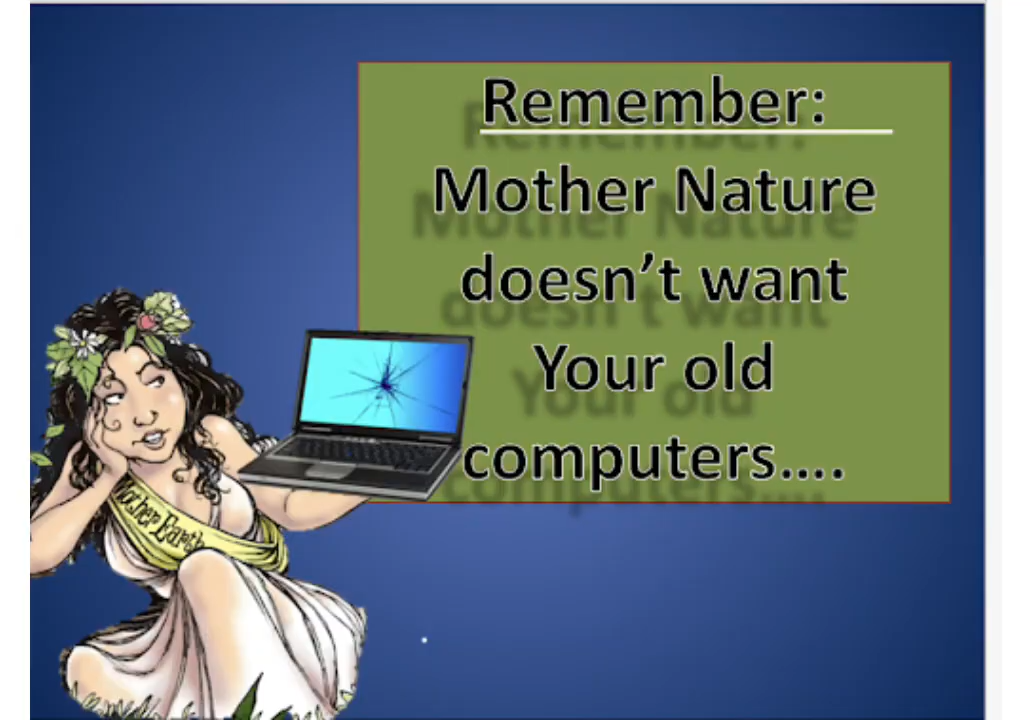 Remember:
Mother Nature
doesn’t want
Your old
computers….
Mother Earth